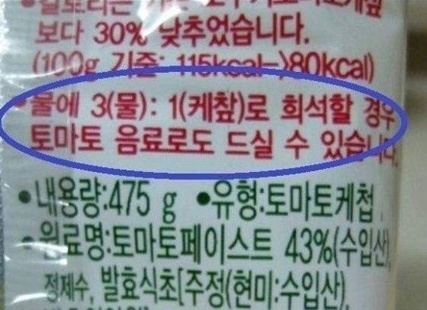 보다 30% 낮추었습니다.
(100g 기준: 115kcal->80kcal)
•물에 3(물): 1(케찹)로 희석할 경우
토마토 음료로도 드실 수 있습니다.
•내용량:475 g •유형:토마토케첩
•원료명:토마토페이스트 43%(수입산),
정제수, 발효식초[주정(현미:수입산),